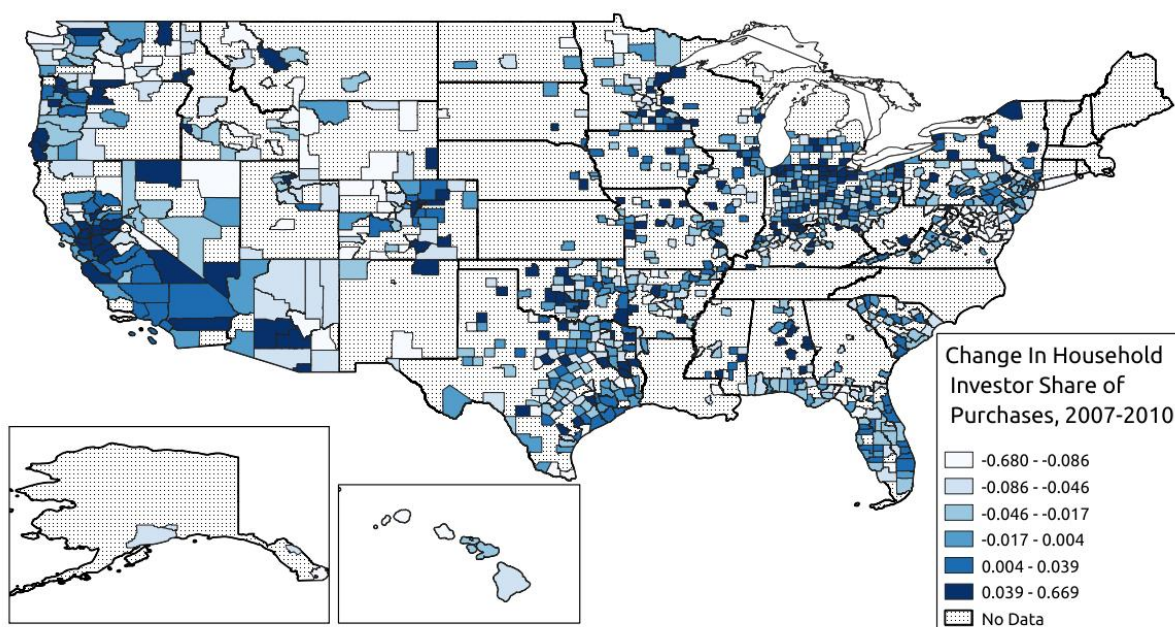 Change In Household
Investor Share of
Purchases, 2007-2010
-0.680 - -0.086
-0.086 - -0.046
-0.046 - -0.017
-0.017 - 0.004
0.004 - 0.039
0.039 - 0.669
No Data